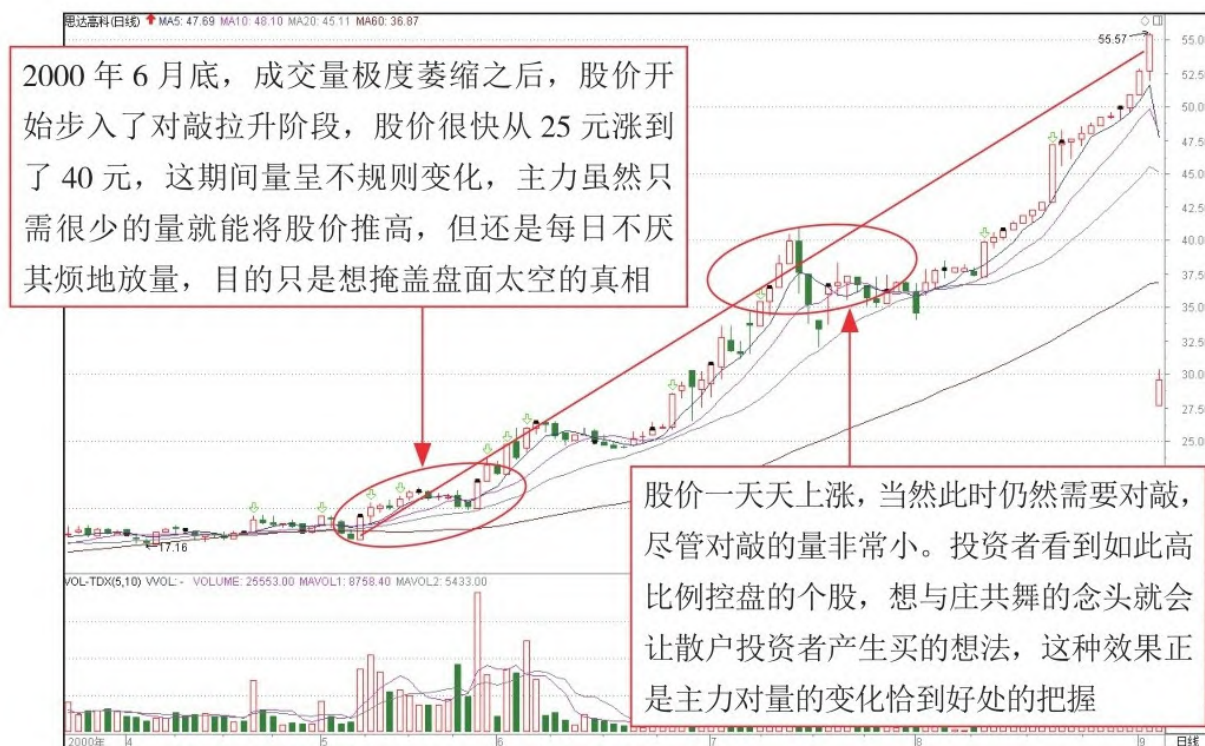 思达高科(日线) MA5: 47.69 MA10: 48.10 MA20: 45.11 MA60: 36.87
55.57
2000年6月底，成交量极度萎缩之后，股价开
始步入了对敲拉升阶段，股价很快从25元涨到
了40元，这期间量呈不规则变化，主力虽然只
需很少的量就能将股价推高，但还是每日不厌
其烦地放量，目的只是想掩盖盘面太空的真相
55.00
52.50
50.00
47.50
45.00
42.50
40.00
37.50
35.00
32.50
30.00
27.50
25.00
17.16
股价一天天上涨，当然此时仍然需要对敲，
尽管对敲的量非常小。投资者看到如此高
比例控盘的个股，想与庄共舞的念头就会
让散户投资者产生买的想法，这种效果正
是主力对量的变化恰到好处的把握
VOL-TDX(5,10) VVOL: - VOLUME: 25553.00 MAVOL1: 8758.40 MAVOL2: 5433.00
2000年 4 5 6 7 8 9 日线